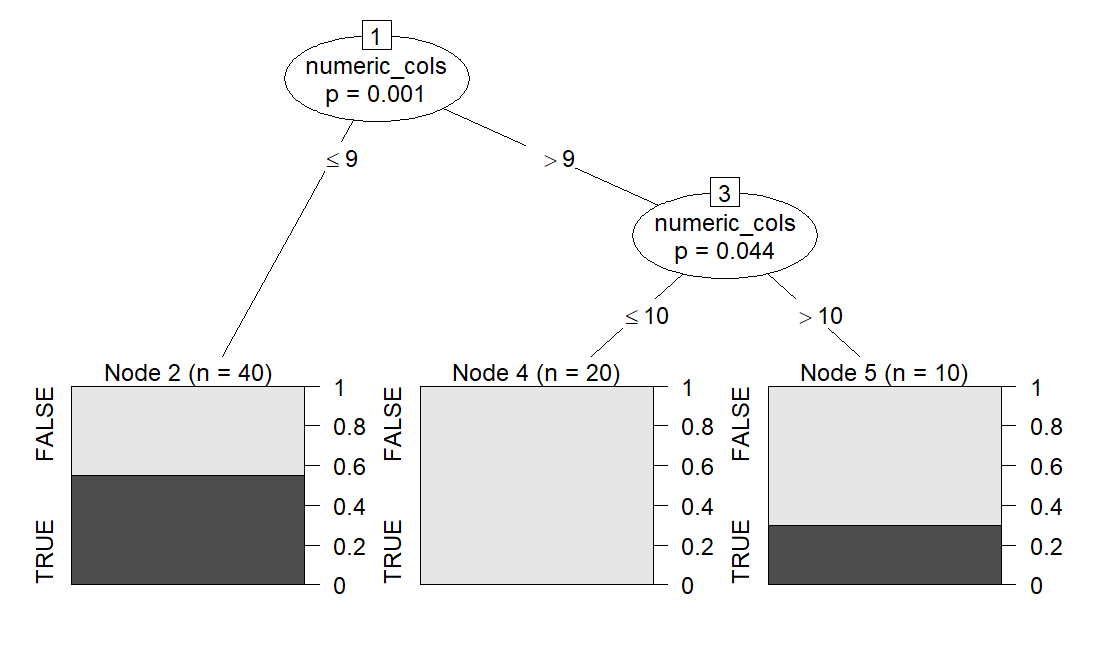 1
numeric_cols
p = 0.001
≤ 9
> 9
3
numeric_cols
p = 0.044
≤ 10
> 10
Node 2 (n = 40)
TRUE
FALSE
0
0.2
0.4
0.6
0.8
1
Node 4 (n = 20)
TRUE
FALSE
0
0.2
0.4
0.6
0.8
1
Node 5 (n = 10)
TRUE
FALSE
0
0.2
0.4
0.6
0.8
1